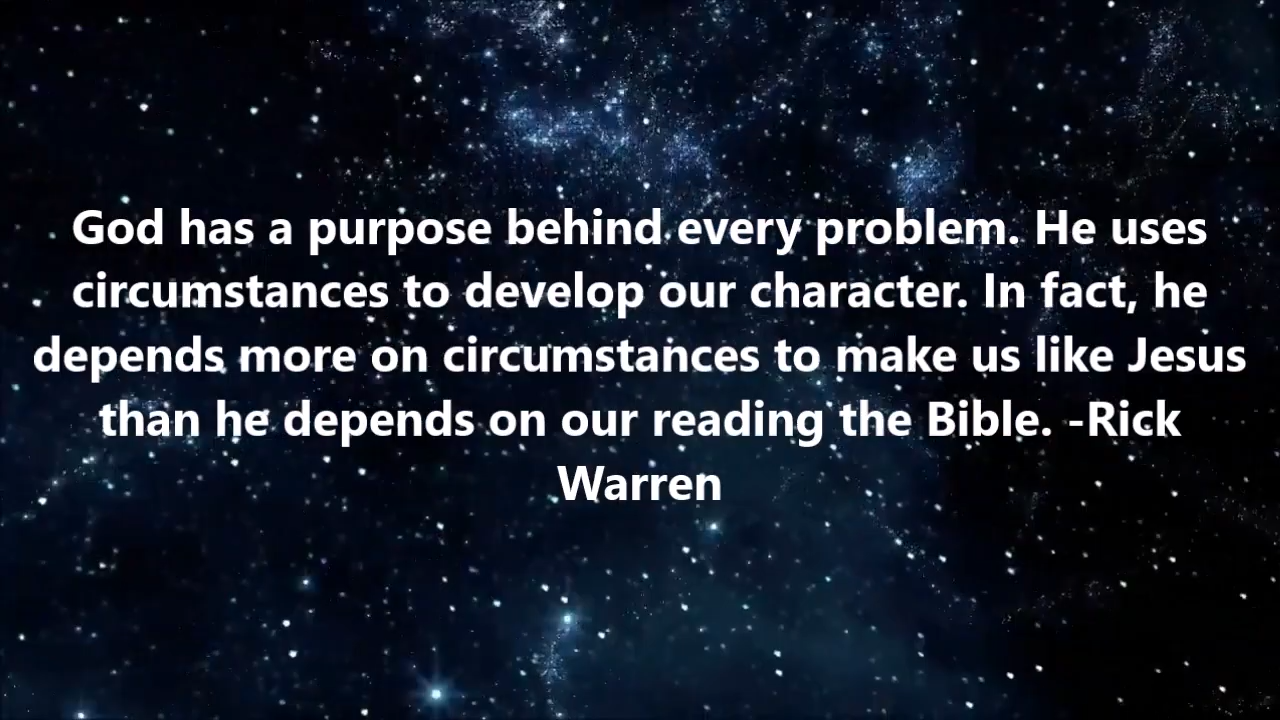 God has a purpose behind every problem. He uses
circumstances to develop our character. In fact, he
depends more on circumstances to make us like Jesus
than he depends on our reading the Bible. -Rick
Warren